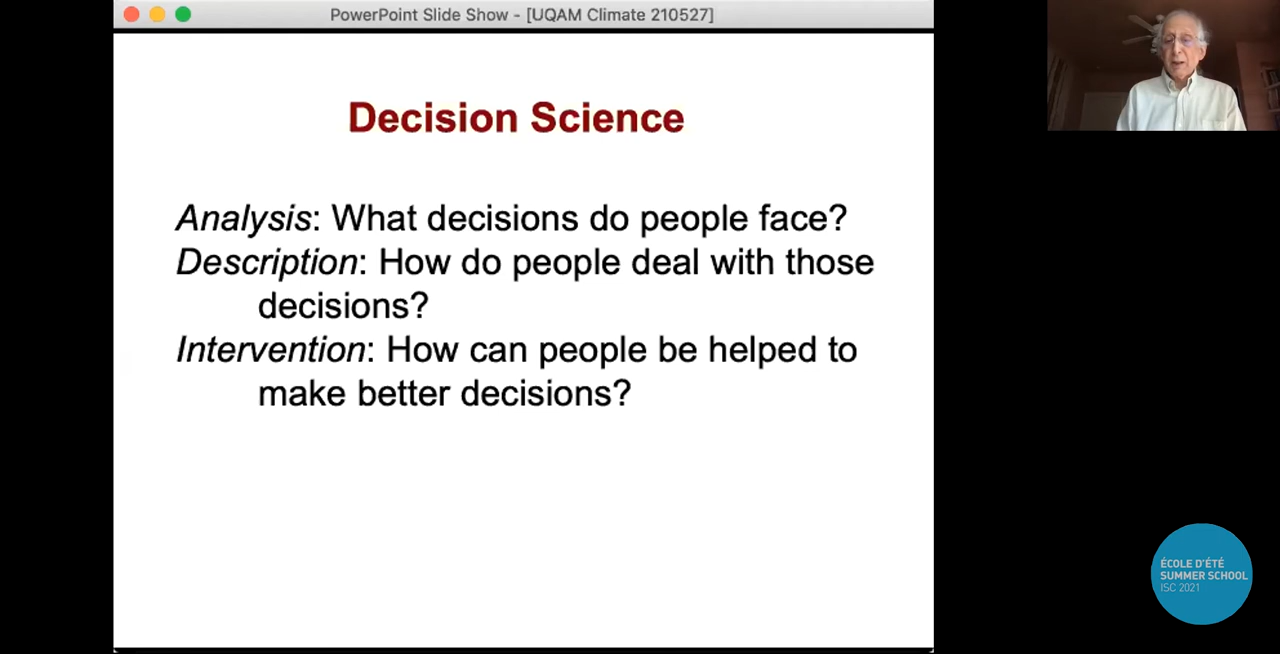 PowerPoint Slide Show - [UQAM Climate 210527]
Decision Science
Analysis: What decisions do people face?
Description: How do people deal with those
decisions?
Intervention: How can people be helped to
make better decisions?
ÉCOLE D'ÉTÉ
SUMMER SCHOOL
ISC 2021